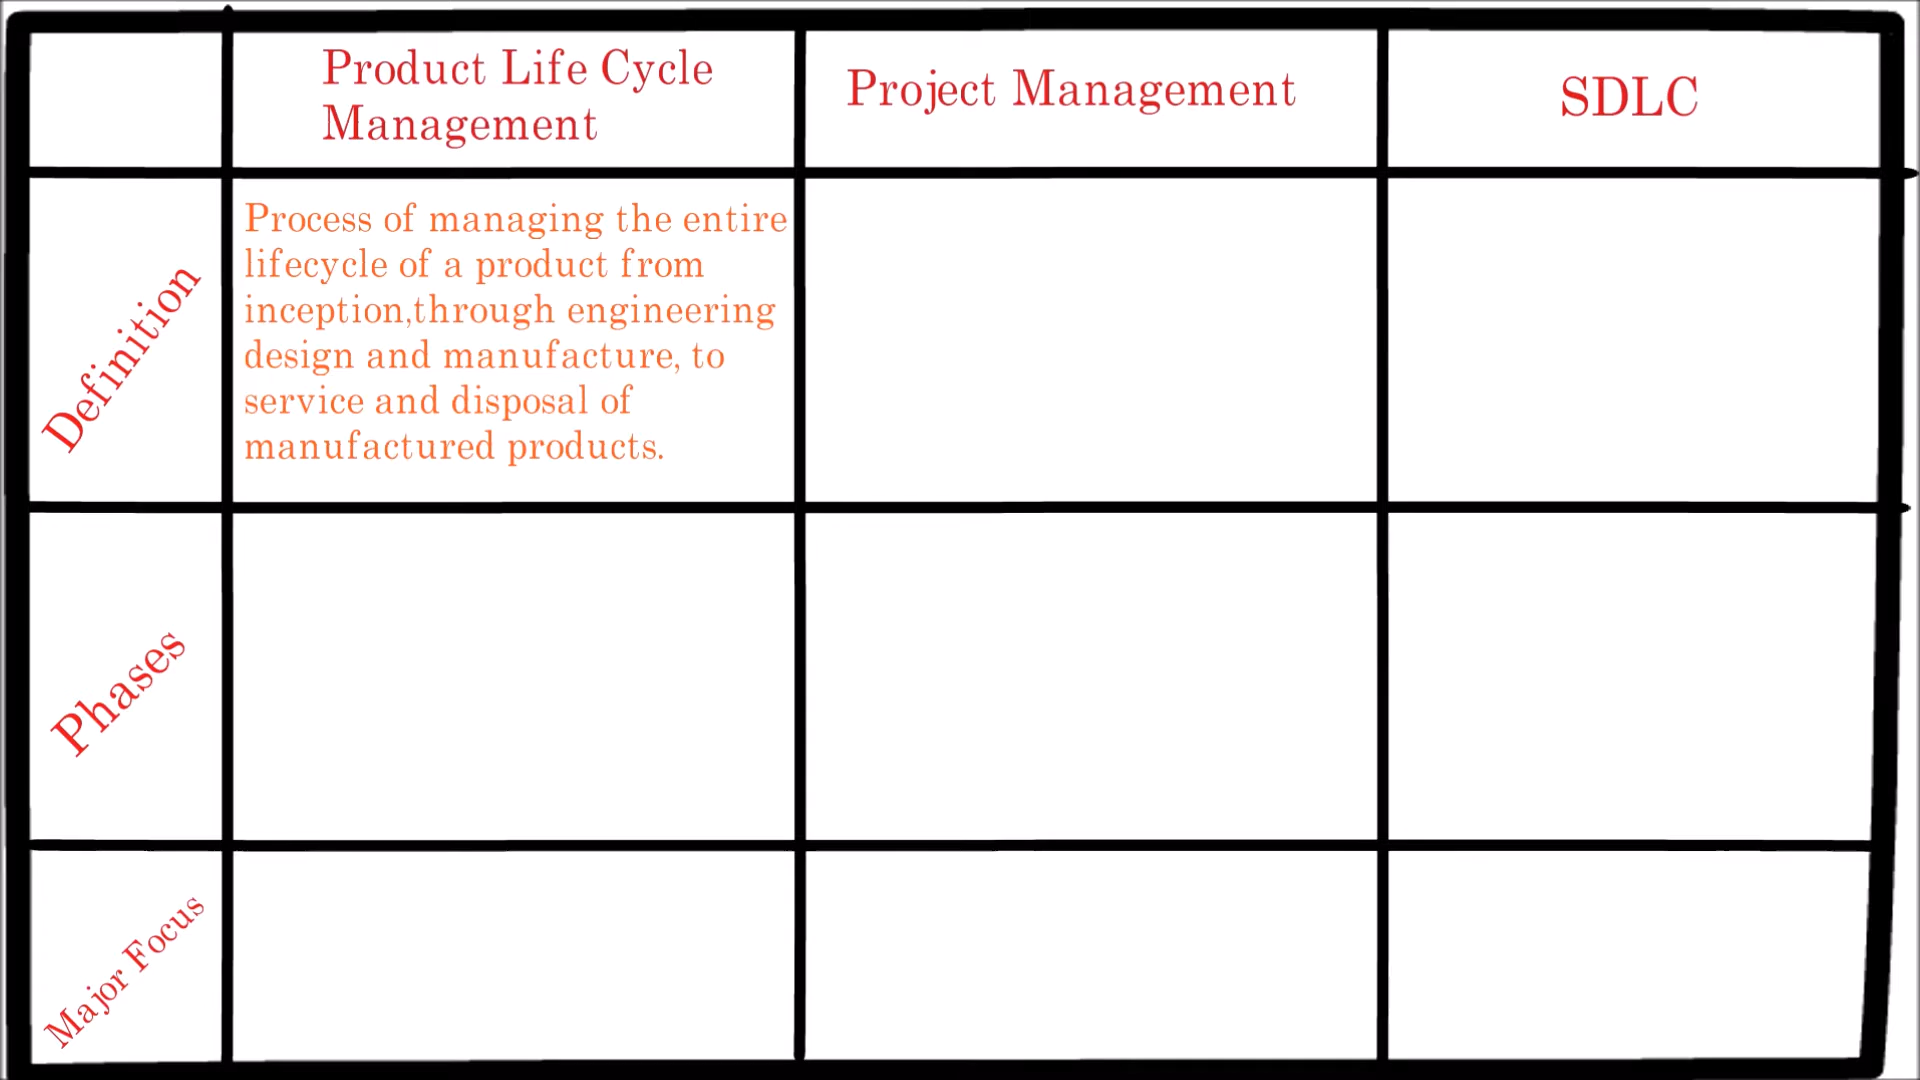 Product Life Cycle
Management
Project Management
SDLC
Definition
Process of managing the entire
lifecycle of a product from
inception,through engineering
design and manufacture, to
service and disposal of
manufactured products.
Phases
Major Focus